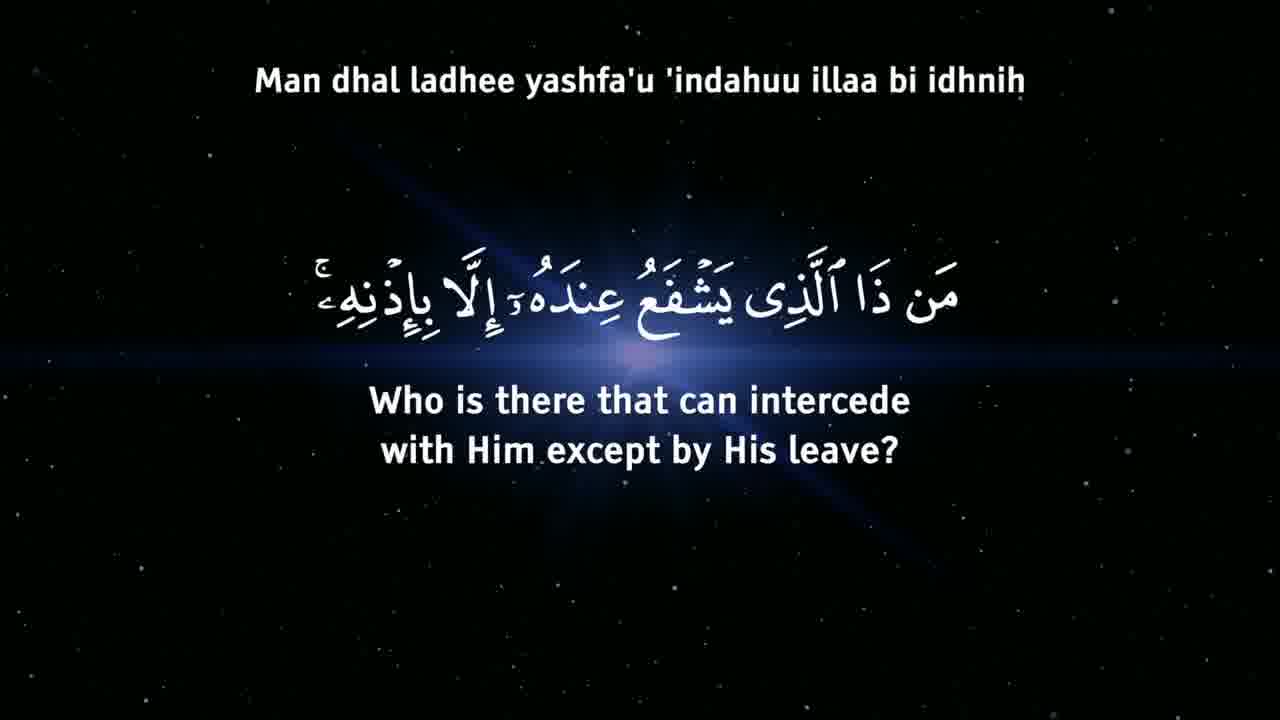 Man dhal ladhee yashfa'u 'indahuu illaa bi idhnih
مَن ذَا ٱلَّذِى يَشْفَعُ عِندَهُۥٓ إِلَّا بِإِذْنِهِۦ ۚ
Who is there that can intercede
with Him except by His leave?